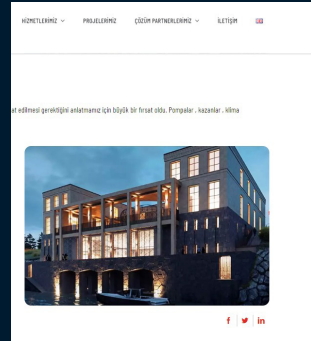 HİZMETLERİMİZ PROJELERİMİZ ÇÖZÜM PARTNERLERİMİZ İLETİŞİM
at edilmesi gerektiğini anlatmamız için büyük bir fırsat oldu. Pompalar , kazanlar , klima